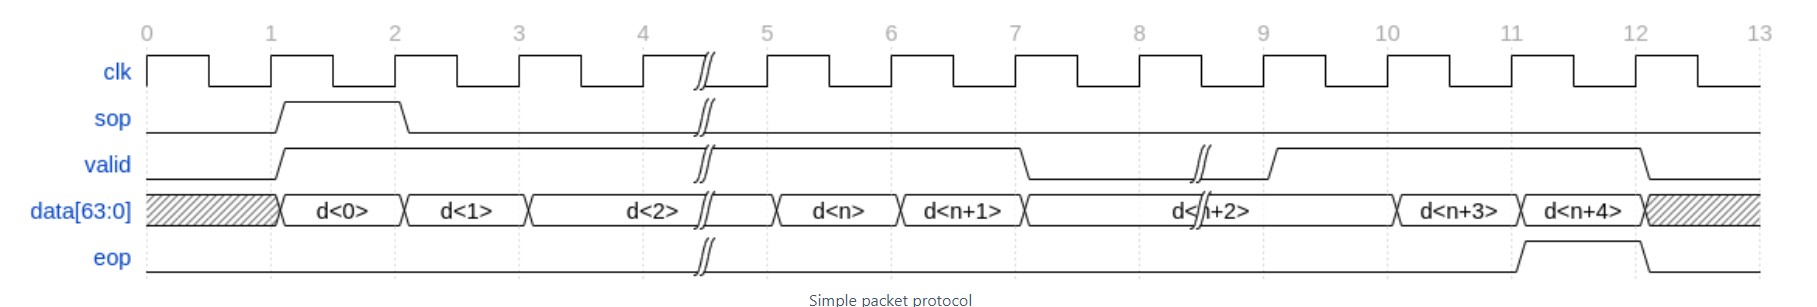 0 1 2 3 4 5 6 7 8 9 10 11 12 13
clk
sop
valid
data[63:0] d<0> d<1> d<2> d<n> d<n+1> d<n+2> d<n+3> d<n+4>
eop
Simple packet protocol